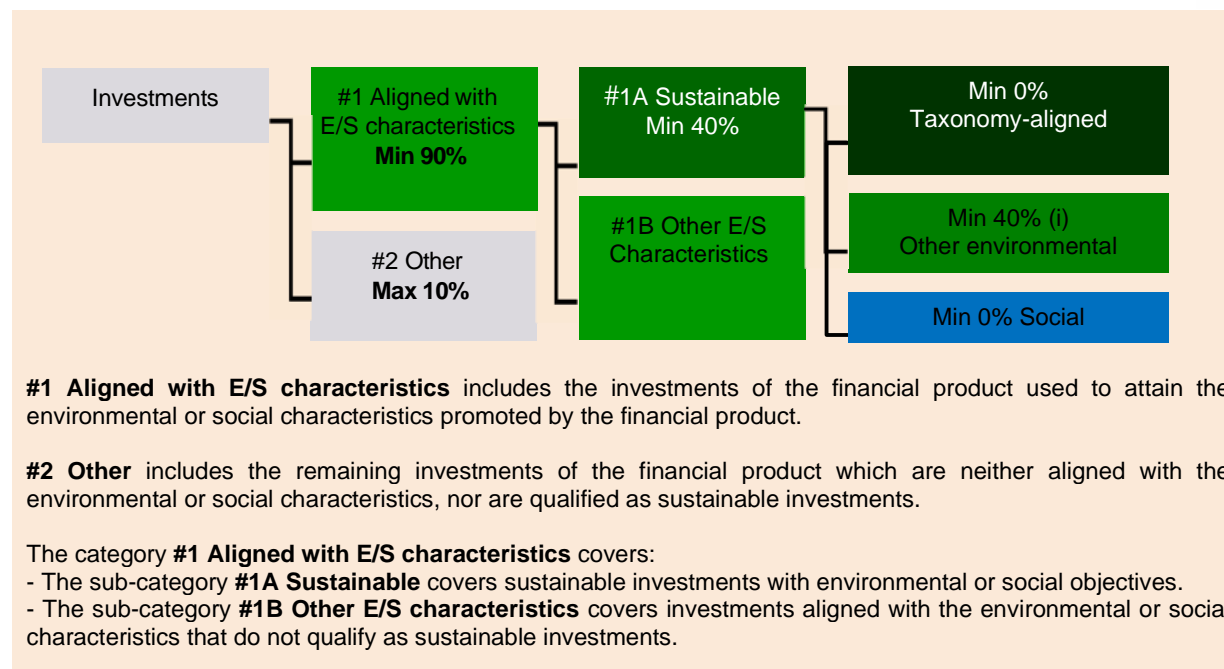 Investments
#1 Aligned with
E/S characteristics
Min 90%
#2 Other
Max 10%
#1A Sustainable
Min 40%
#1B Other E/S
Characteristics
Min 0%
Taxonomy-aligned
Min 40% (i)
Other environmental
Min 0% Social
#1 Aligned with E/S characteristics includes the investments of the financial product used to attain the
environmental or social characteristics promoted by the financial product.
#2 Other includes the remaining investments of the financial product which are neither aligned with the
environmental or social characteristics, nor are qualified as sustainable investments.
The category #1 Aligned with E/S characteristics covers:
- The sub-category #1A Sustainable covers sustainable investments with environmental or social objectives.
- The sub-category #1B Other E/S characteristics covers investments aligned with the environmental or social
characteristics that do not qualify as sustainable investments.